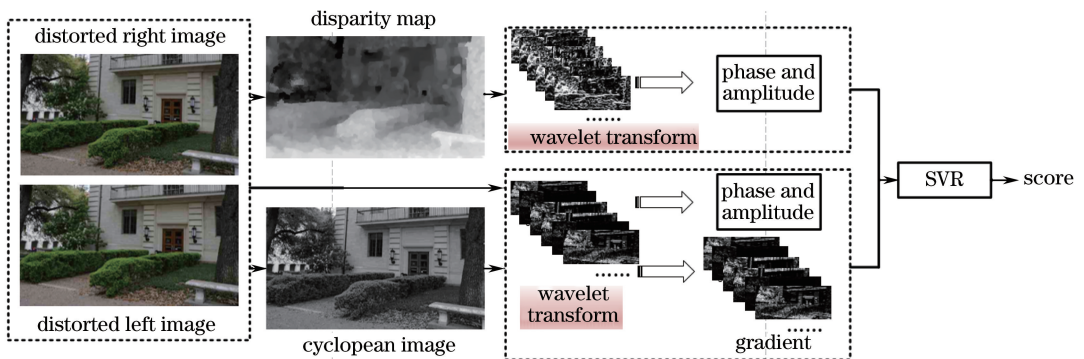 distorted right image
distorted left image
disparity map
cyclopean image
......
wavelet transform
phase and
amplitude
......
wavelet
transform
phase and
amplitude
......
gradient
SVR
score